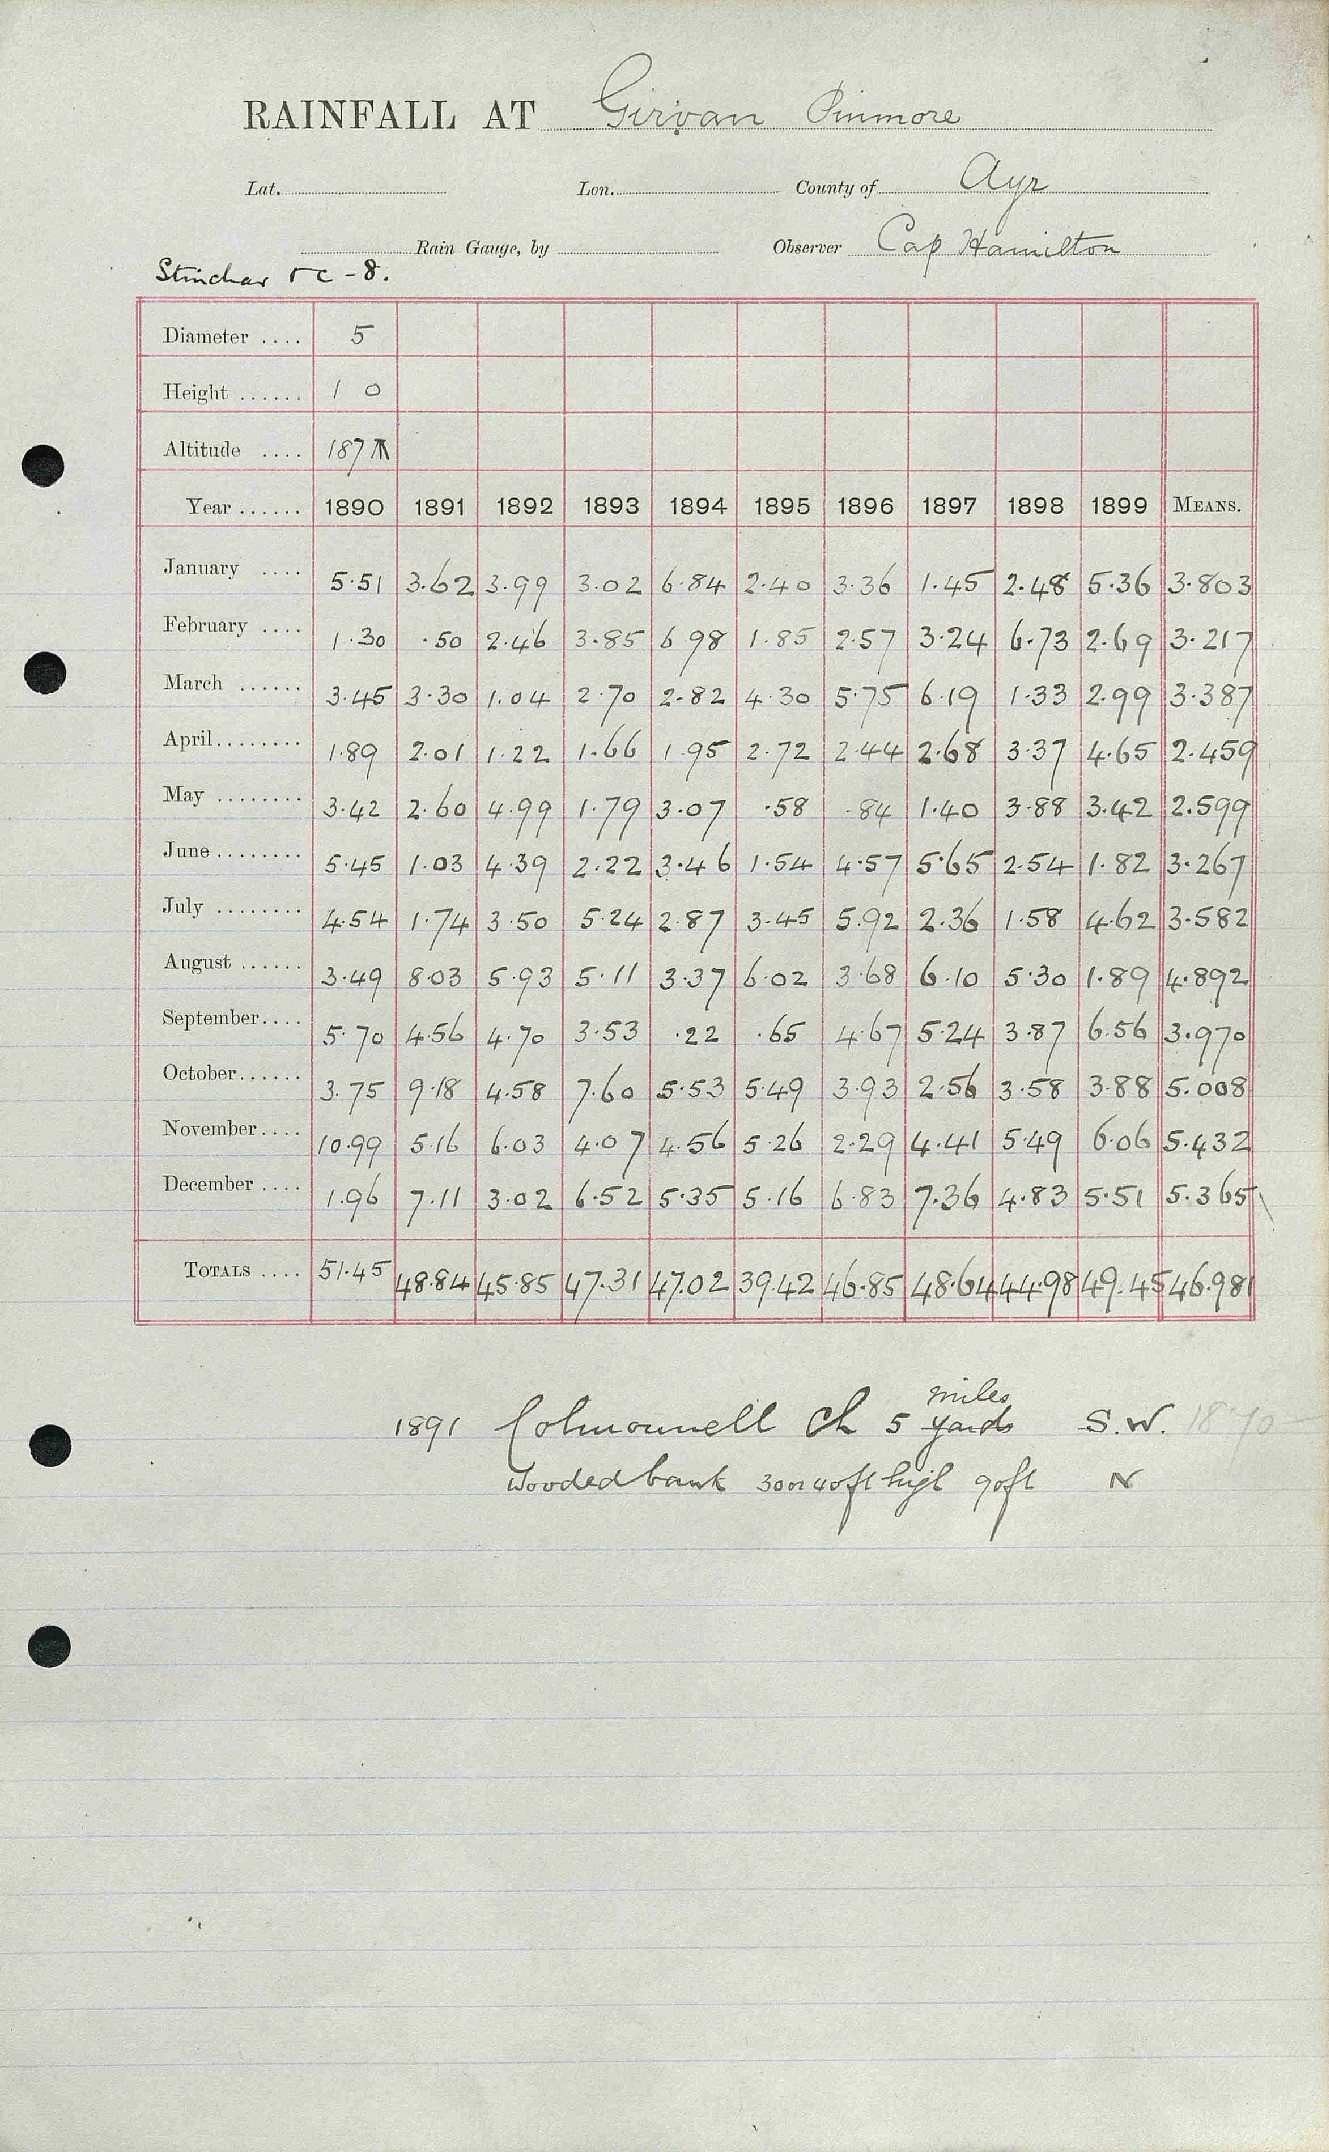 RAINFALL AT Girvan Pinmore
Lat. Lon. County of Ayr
Rain Gauge, by Observer Cap Hamilton
Stinchar - 8.
Diameter .... 5
Height ...... 1 0
Altitude .... 187
Year ...... 1890 1891 1892 1893 1894 1895 1896 1897 1898 1899 MEANS.
January .... 5.51 3.62 3.99 3.02 6.84 2.40 3.36 1.45 2.48 5.36 3.803
February .... 1.30 .50 2.46 3.85 6 98 1.85 2.57 3.24 6.73 2.69 3.217
March ...... 3.45 3.30 1.04 2.70 2.82 4.30 5.75 6.19 1.33 2.99 3.387
April ........ 1.89 2.01 1.22 1.66 1.95 2.72 2.44 2.68 3.37 4.65 2.459
May ........ 3.42 2.60 4.99 1.79 3.07 .58 .84 1.40 3.88 3.42 2.599
June ........ 5.45 1.03 4.39 2.22 3.46 1.54 4.57 5.65 2.54 1.82 3.267
July ........ 4.54 1.74 3.50 5.24 2.87 3.45 5.92 2.36 1.58 4.62 3.582
August ...... 3.49 8.03 5.93 5.11 3.37 6.02 3.68 6.10 5.30 1.89 4.892
September .... 5.70 4.56 4.70 3.53 .22 .65 4.67 5.24 3.87 6.56 3.970
October ...... 3.75 9.18 4.58 7.60 5.53 5.49 3.93 2.56 3.58 3.88 5.008
November .... 10.99 5.16 6.03 4.07 4.56 5.26 2.29 4.41 5.49 6.06 5.432
December .... 1.96 7.11 3.02 6.52 5.35 5.16 6.83 7.36 4.83 5.51 5.365
TOTALS .... 51.45 48.84 45.85 47.31 47.02 39.42 46.85 48.64 44.98 49.45 46.981
miles
1891 Colmonnell Ch 5 yards S.W. 1870
Wooded bank 30 or 40 ft high 90 ft N